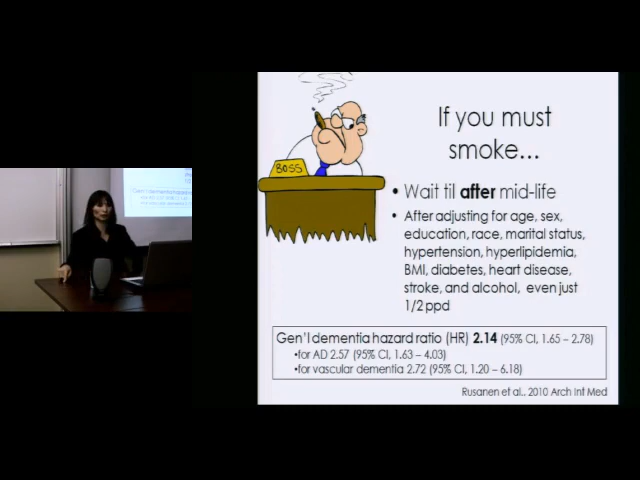 If you must
smoke...
BOSS
• Wait til after mid-life
• After adjusting for age, sex,
education, race, marital status,
hypertension, hyperlipidemia,
BMI, diabetes, heart disease,
stroke, and alcohol, even just
1/2 ppd
Gen'l dementia hazard ratio (HR) 2.14 (95% CI, 1.65 – 2.78)
•for AD 2.57 (95% CI, 1.63 – 4.03)
•for vascular dementia 2.72 (95% CI, 1.20 – 6.18)
Rusanen et al., 2010 Arch Int Med